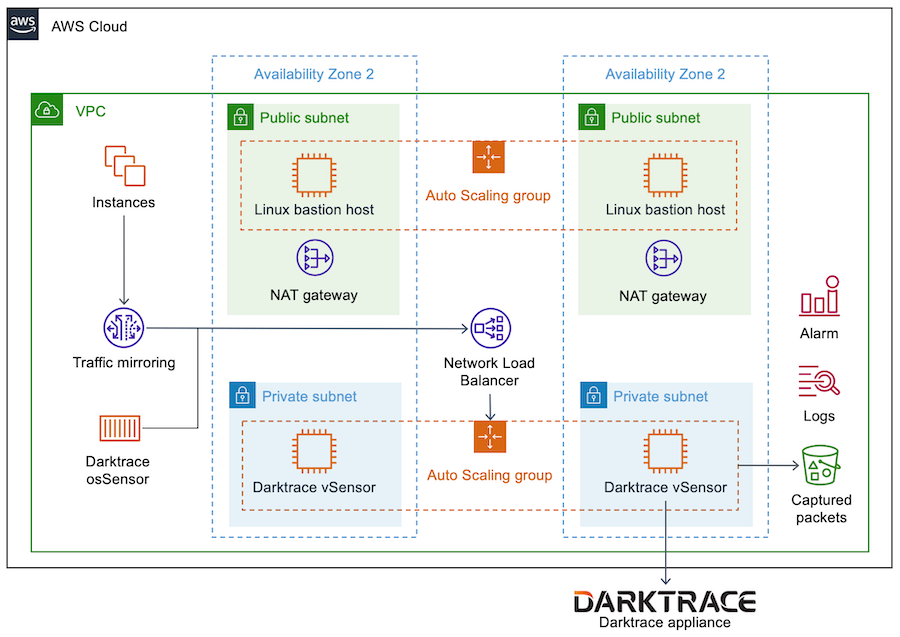 aws
AWS Cloud
Availability Zone 2
Availability Zone 2
VPC
Public subnet
Public subnet
Instances
Linux bastion host
Auto Scaling group
Linux bastion host
NAT gateway
NAT gateway
Traffic mirroring
Network Load
Balancer
Alarm
Private subnet
Private subnet
Logs
Darktrace
osSensor
Darktrace vSensor
Auto Scaling group
Darktrace vSensor
Captured
packets
DARKTRACE
Darktrace appliance